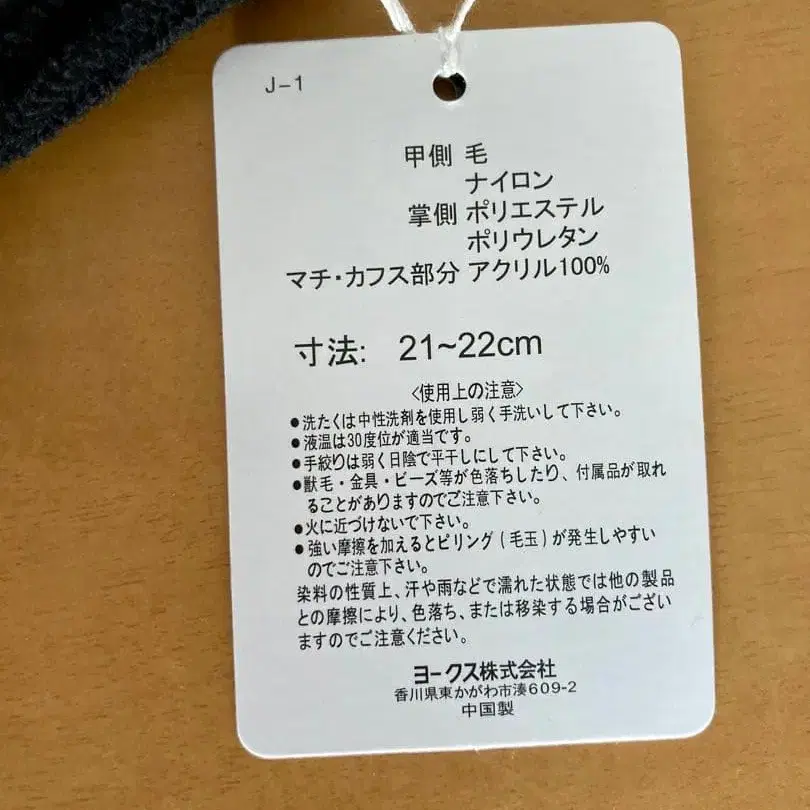 J-1
甲側 毛
ナイロン
掌側 ポリエステル
ポリウレタン
マチ・カフス部分 アクリル100%
寸法: 21~22cm
〈使用上の注意〉
●洗たくは中性洗剤を使用し弱く手洗いして下さい。
●液温は30度位が適当です。
●手絞りは弱く日陰で平干しにして下さい。
●獣毛・金具・ビーズ等が色落ちしたり、付属品が取れ
ることがありますのでご注意下さい。
●火に近づけないで下さい。
●強い摩擦を加えるとピリング(毛玉)が発生しやすい
のでご注意下さい。
染料の性質上、汗や雨などで濡れた状態では他の製品
との摩擦により、色落ち、または移染する場合がござい
ますのでご注意ください。
ヨークス株式会社
香川県東かがわ市湊609-2
中国製